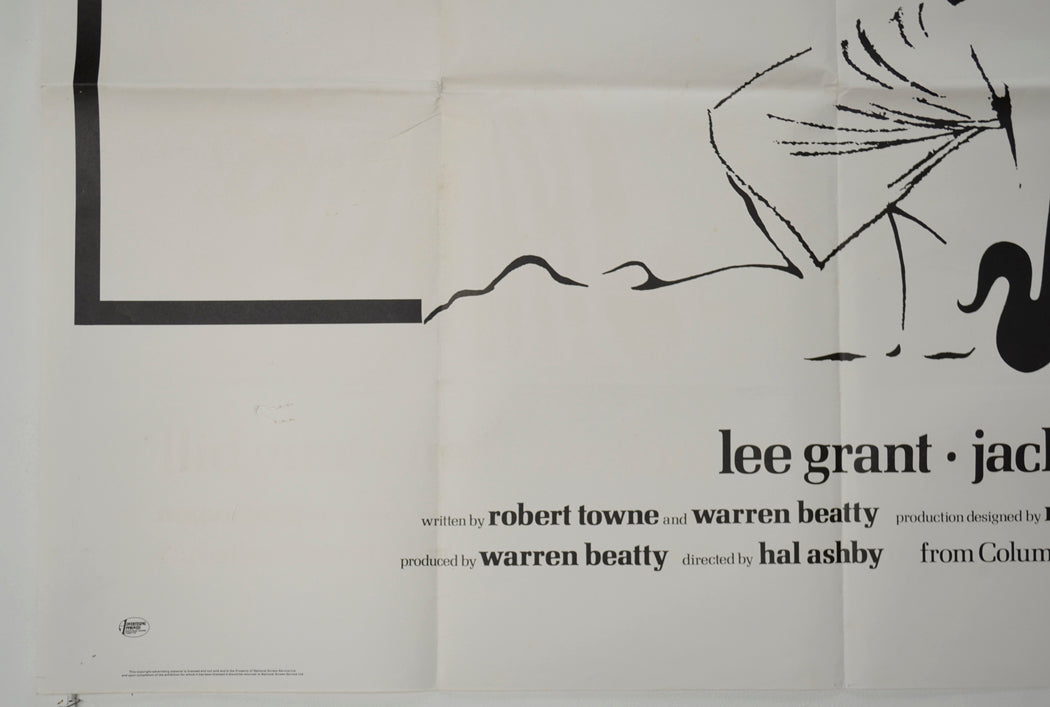 lee grant · jac
written by robert towne and warren beatty production designed by
produced by warren beatty directed by hal ashby from Colum